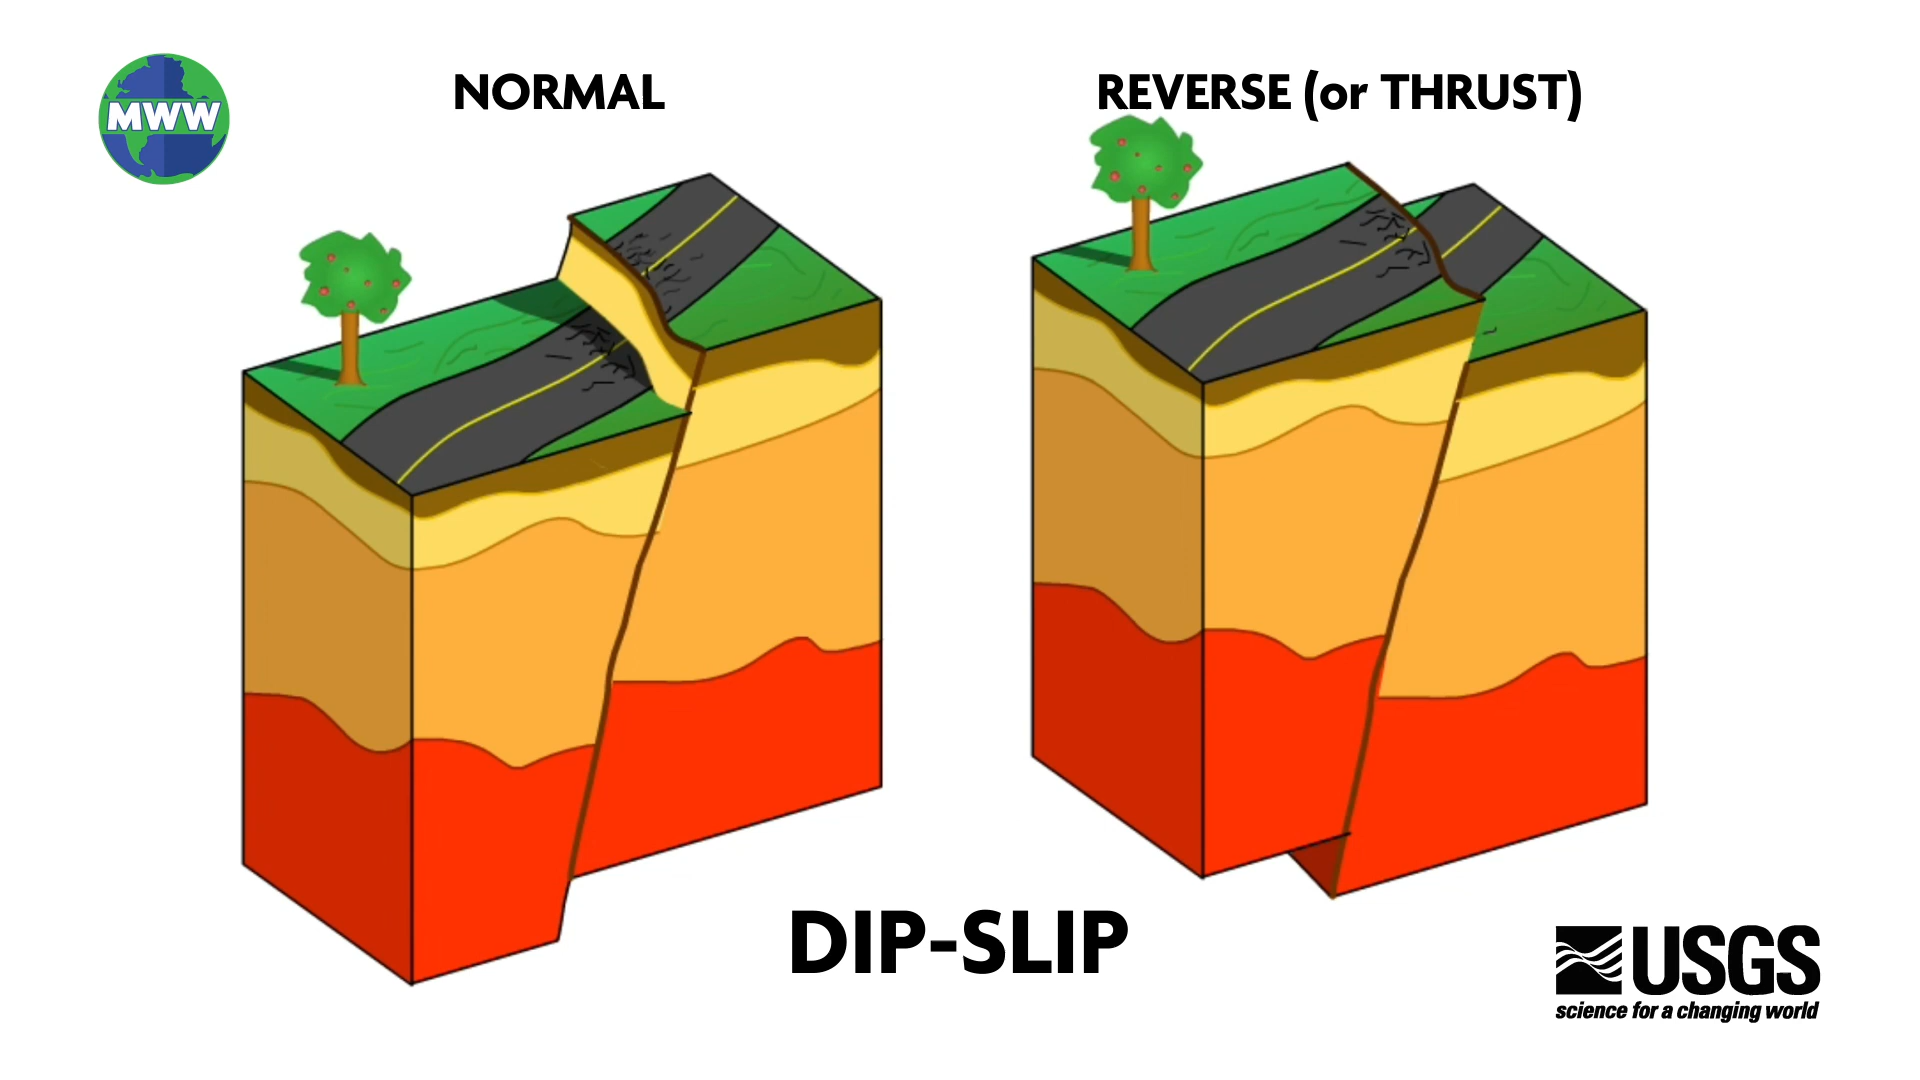 MWW
NORMAL
REVERSE (or THRUST)
DIP-SLIP
USGS
science for a changing world